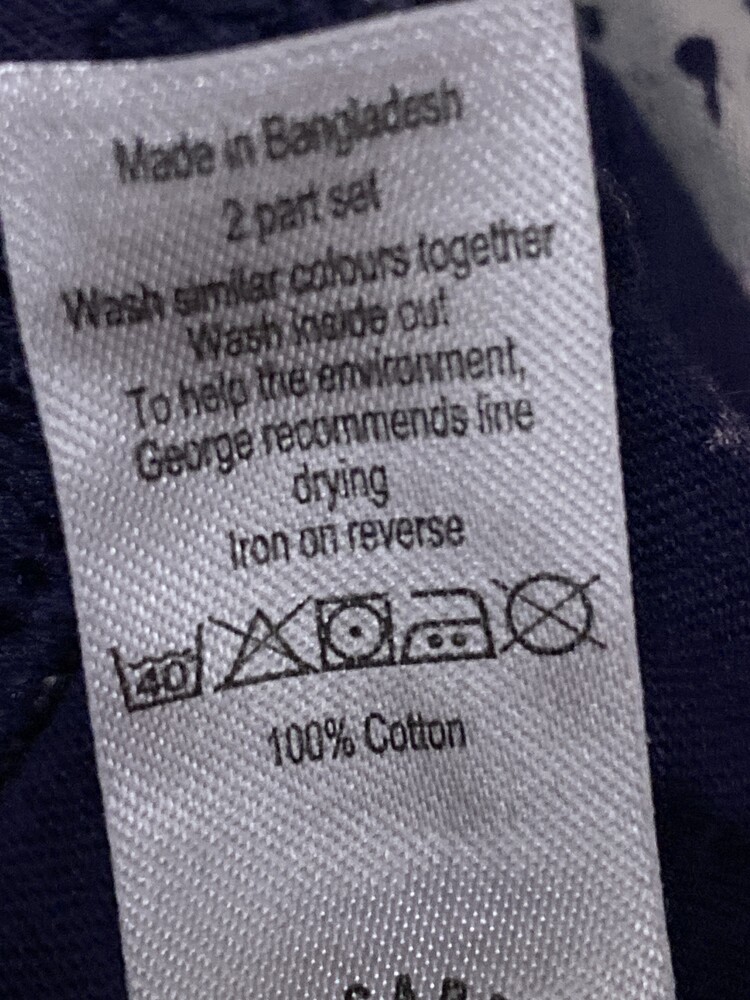 Made in Bangladesh
2 part set
Wash similar colours together
Wash inside out
To help the environment,
George recommends line
drying
Iron on reverse
40
100% Cotton